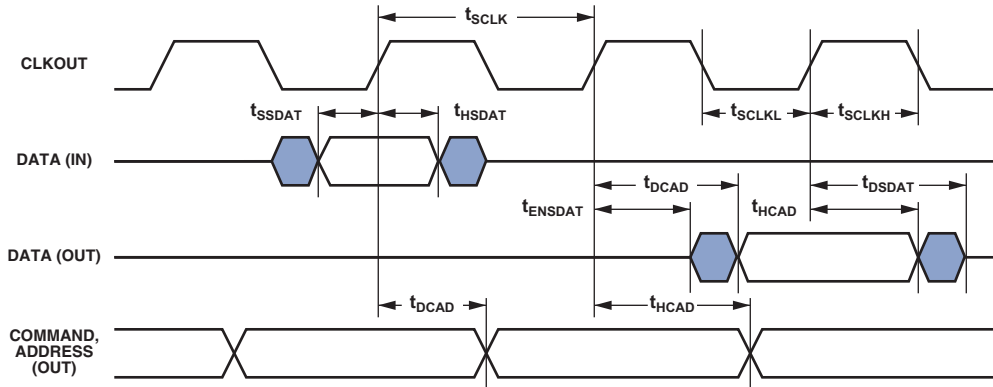 tSCLK
CLKOUT
tSSDAT
tHSDAT
tSCLKL
tSCLKH
DATA (IN)
tDCAD
tDSDAT
tENSDAT
tHCAD
DATA (OUT)
tDCAD
tHCAD
COMMAND,
ADDRESS
(OUT)